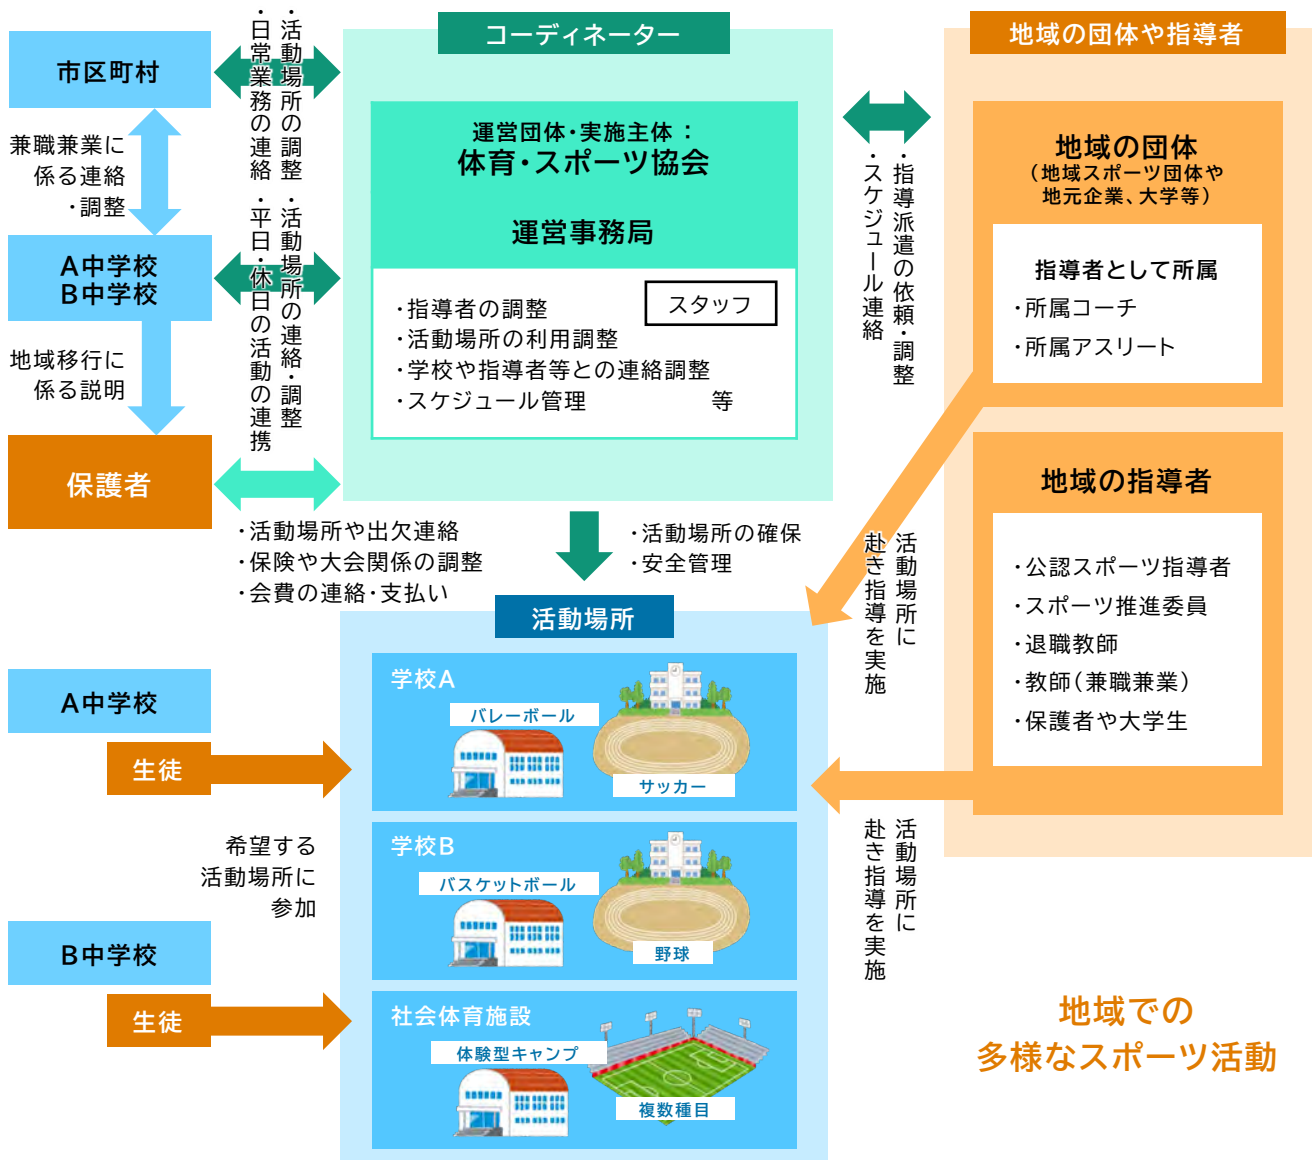 市区町村
兼職兼業に
係る連絡
・調整
A中学校
B中学校
地域移行に
係る説明
保護者
・活動場所の調整
・日常業務の連絡
・活動場所の連絡・調整
・平日・休日の活動の連携
・活動場所や出欠連絡
・保険や大会関係の調整
・会費の連絡・支払い
コーディネーター
運営団体・実施主体：
体育・スポーツ協会
運営事務局
スタッフ
・指導者の調整
・活動場所の利用調整
・学校や指導者等との連絡調整
・スケジュール管理　等
・活動場所の確保
・安全管理
・指導派遣の依頼・調整
・スケジュール連絡
地域の団体や指導者
地域の団体
（地域スポーツ団体や
地元企業、大学等）
指導者として所属
・所属コーチ
・所属アスリート
地域の指導者
・公認スポーツ指導者
・スポーツ推進委員
・退職教師
・教師（兼職兼業）
・保護者や大学生
活動場所に
赴き指導を実施
活動場所に
赴き指導を実施
活動場所
学校A
バレーボール
サッカー
学校B
バスケットボール
野球
社会体育施設
体験型キャンプ
複数種目
A中学校
生徒
希望する
活動場所に
参加
B中学校
生徒
地域での
多様なスポーツ活動